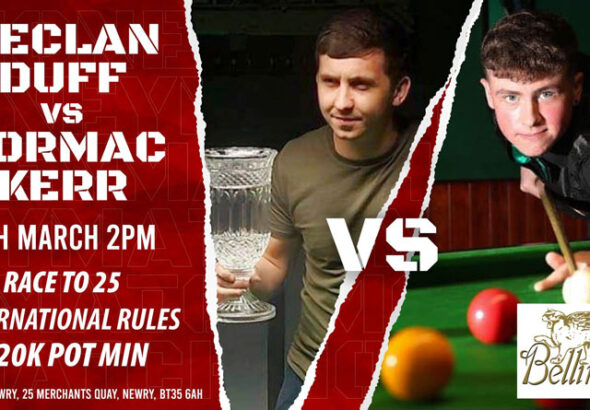 ECLAN
DUFF
VS
ORMAC
KERR
H MARCH 2PM
RACE TO 25
RNATIONAL RULES
20K POT MIN
WRY, 25 MERCHANTS QUAY, NEWRY, BT35 6AH
VS
Bellin